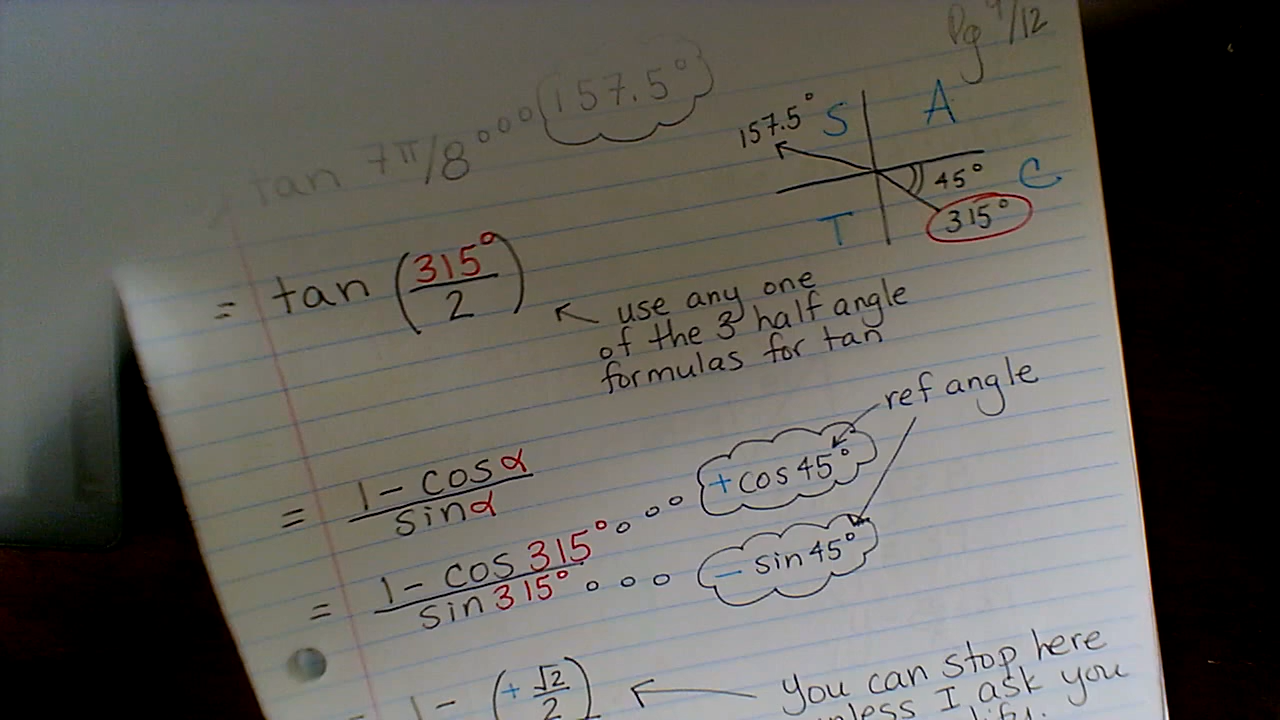 Pg 9/12
tan 7π/8 (157.5°)
157.5° S A
45° C
T 315°
= tan (315°/2)
use any one
of the 3 half angle
formulas for tan
ref angle
= 1 - cos α / sin α
+ cos 45°
= 1 - cos 315° / sin 315°
- sin 45°
= 1 - (+ √2/2)
You can stop here
unless I ask you